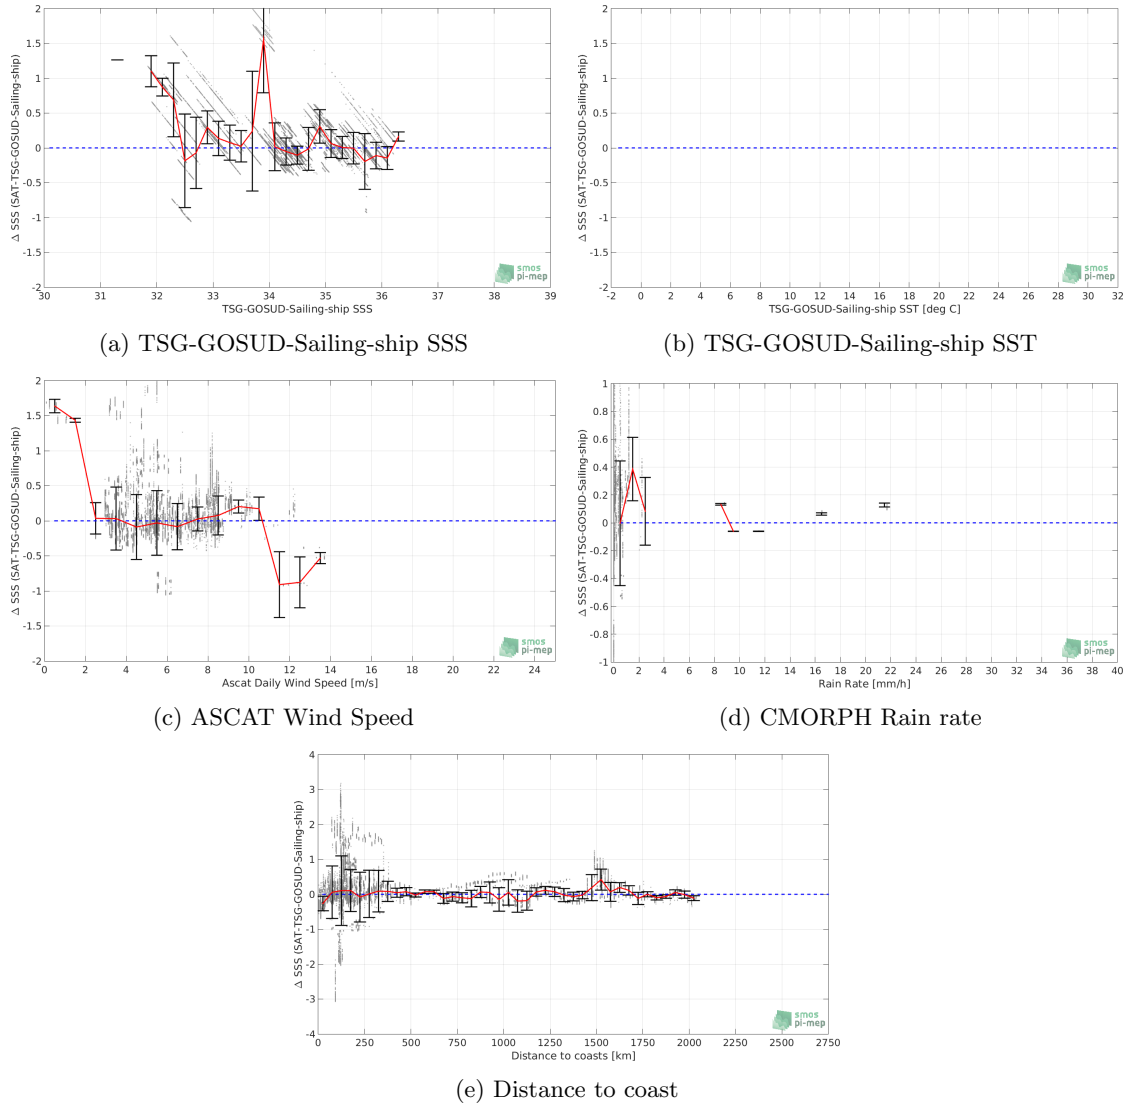 Δ SSS (SAT-TSG-GOSUD-Sailing-ship)
2
1.5
1
0.5
0
-0.5
-1
-1.5
-2
30 31 32 33 34 35 36 37 38 39
TSG-GOSUD-Sailing-ship SSS
smos
pi-mep
(a) TSG-GOSUD-Sailing-ship SSS
Δ SSS (SAT-TSG-GOSUD-Sailing-ship)
2
1.5
1
0.5
0
-0.5
-1
-1.5
-2
-2 0 2 4 6 8 10 12 14 16 18 20 22 24 26 28 30 32
TSG-GOSUD-Sailing-ship SST [deg C]
smos
pi-mep
(b) TSG-GOSUD-Sailing-ship SST
Δ SSS (SAT-TSG-GOSUD-Sailing-ship)
2
1.5
1
0.5
0
-0.5
-1
-1.5
-2
0 2 4 6 8 10 12 14 16 18 20 22 24
Ascat Daily Wind Speed [m/s]
smos
pi-mep
(c) ASCAT Wind Speed
Δ SSS (SAT-TSG-GOSUD-Sailing-ship)
1
0.8
0.6
0.4
0.2
0
-0.2
-0.4
-0.6
-0.8
-1
0 2 4 6 8 10 12 14 16 18 20 22 24 26 28 30 32 34 36 38 40
Rain Rate [mm/h]
smos
pi-mep
(d) CMORPH Rain rate
Δ SSS (SAT-TSG-GOSUD-Sailing-ship)
4
3
2
1
0
-1
-2
-3
-4
0 250 500 750 1000 1250 1500 1750 2000 2250 2500 2750
Distance to coasts [km]
smos
pi-mep
(e) Distance to coast